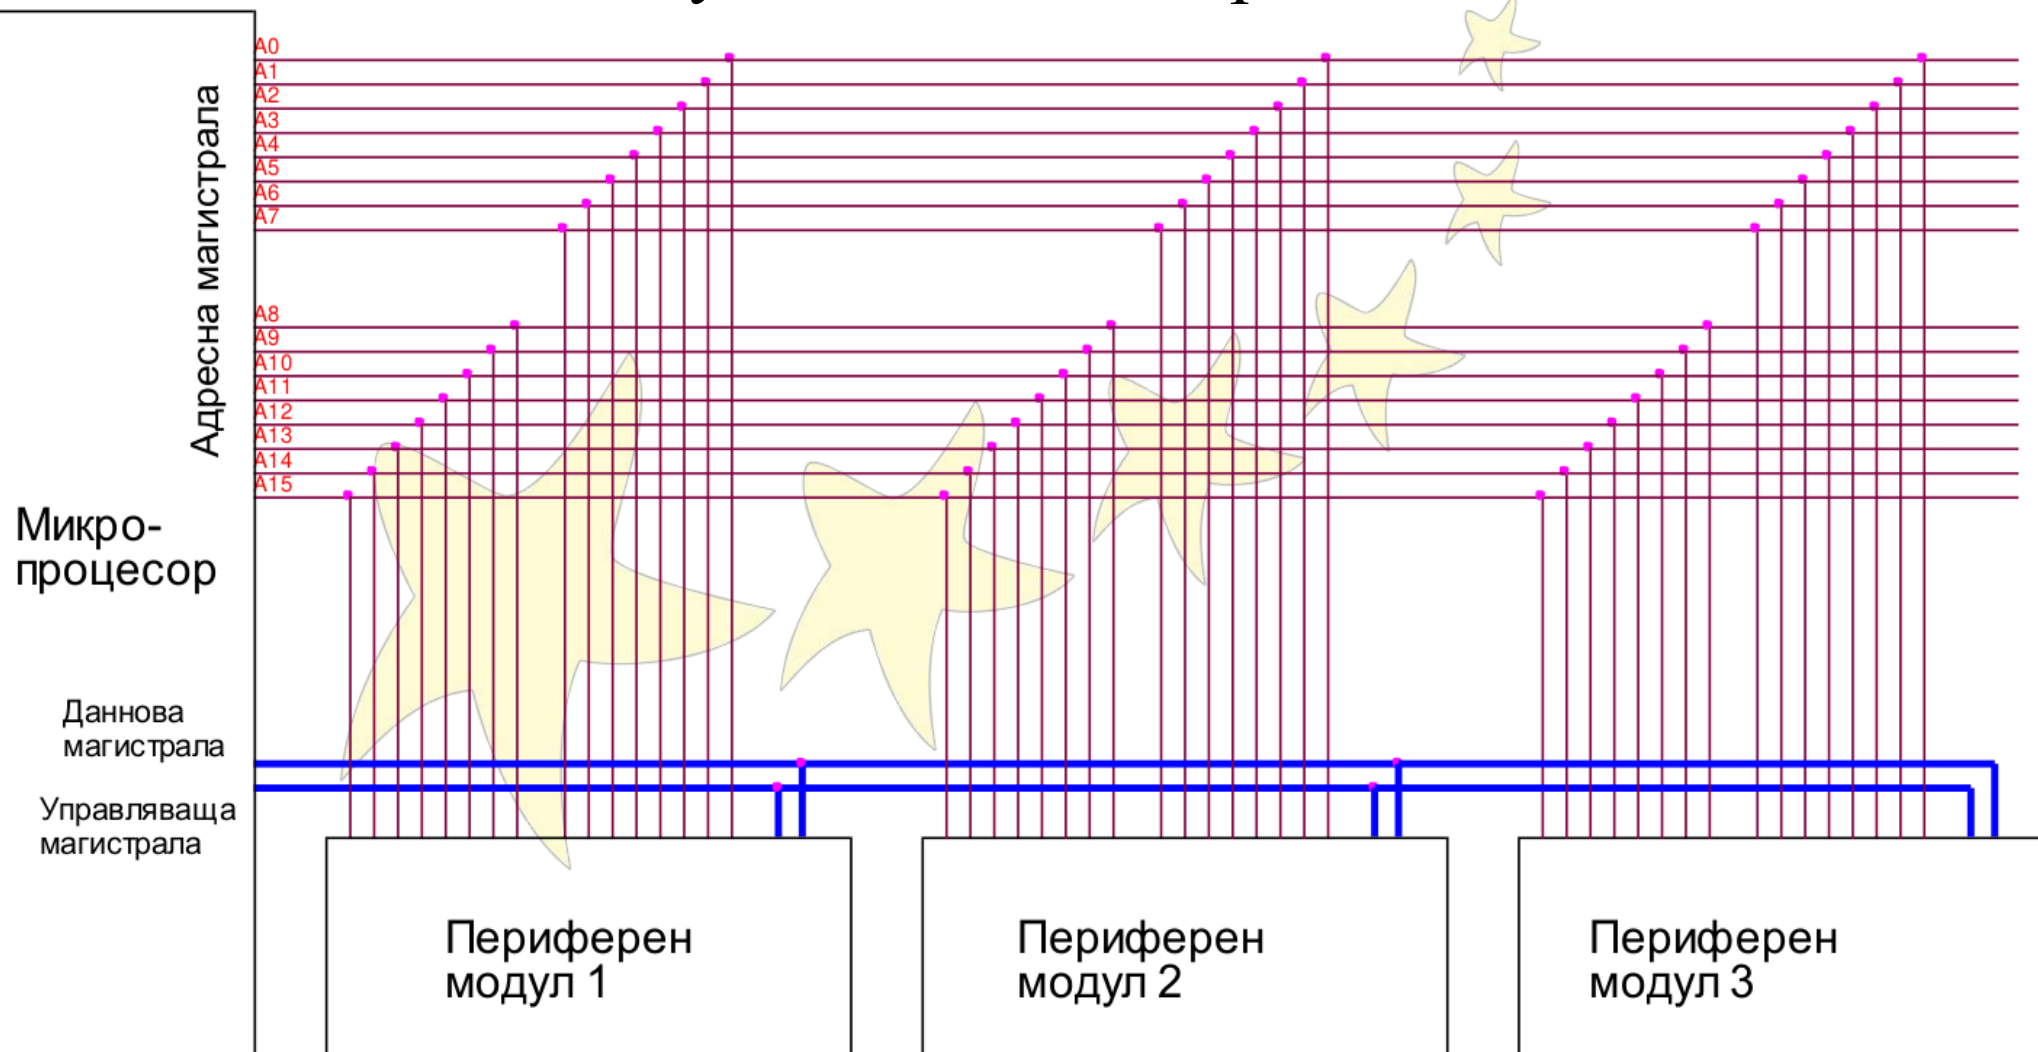 A0
A1
A2
A3
A4
A5
A6
A7
Адресна магистрала
A8
A9
A10
A11
A12
A13
A14
A15
Микро-
процесор
Даннова
магистрала
Управляваща
магистрала
Периферен
модул 1
Периферен
модул 2
Периферен
модул 3